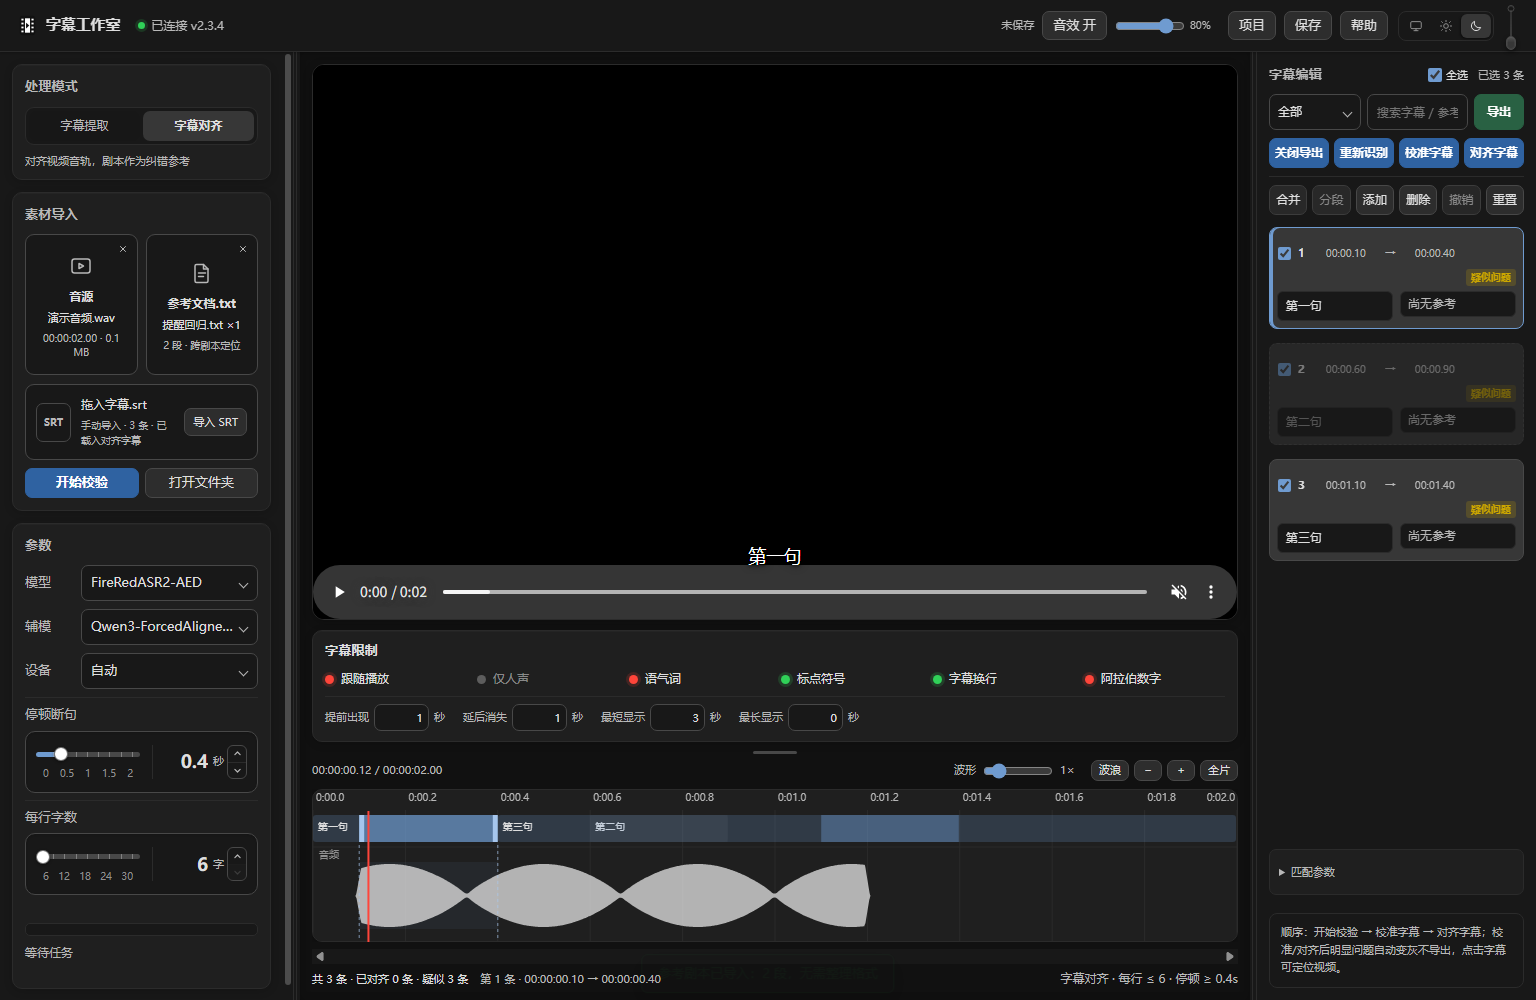 字幕工作室
已连接 v2.3.4
未保存
音效 开
80%
项目
保存
帮助
处理模式
字幕提取
字幕对齐
对齐视频音轨，剧本作为纠错参考
素材导入
×
音源
演示音频.wav
00:00:02.00 · 0.1
MB
×
参考文档.txt
提醒回归.txt ×1
2 段 · 跨剧本定位
SRT
拖入字幕.srt
手动导入 · 3 条 · 已
载入对齐字幕
导入 SRT
开始校验
打开文件夹
参数
模型
FireRedASR2-AED
辅模
Qwen3-ForcedAligne...
设备
自动
停顿断句
0 0.5 1 1.5 2
0.4 秒
每行字数
6 12 18 24 30
6 字
等待任务
第一句
0:00 / 0:02
字幕限制
跟随播放
仅人声
语气词
标点符号
字幕换行
阿拉伯数字
提前出现 1 秒
延后消失 1 秒
最短显示 3 秒
最长显示 0 秒
00:00:00.12 / 00:00:02.00
波形
1×
波浪
−
+
全片
0:00.0 0:00.2 0:00.4 0:00.6 0:00.8 0:01.0 0:01.2 0:01.4 0:01.6 0:01.8 0:02.0
第一句
第三句
第二句
音频
共 3 条 · 已对齐 0 条 · 疑似 3 条
第 1 条 · 00:00:00.10 → 00:00:00.40
字幕对齐 · 每行 ≤ 6 · 停顿 ≥ 0.4s
字幕编辑
全选
已选 3 条
全部
搜索字幕 / 参考
导出
关闭导出
重新识别
校准字幕
对齐字幕
合并
分段
添加
删除
撤销
重置
1 00:00.10 → 00:00.40
疑似问题
第一句
尚无参考
2 00:00.60 → 00:00.90
疑似问题
第二句
尚无参考
3 00:01.10 → 00:01.40
疑似问题
第三句
尚无参考
匹配参数
顺序：开始校验 → 校准字幕 → 对齐字幕；校
准/对齐后明显问题自动变灰不导出，点击字幕
可定位视频。